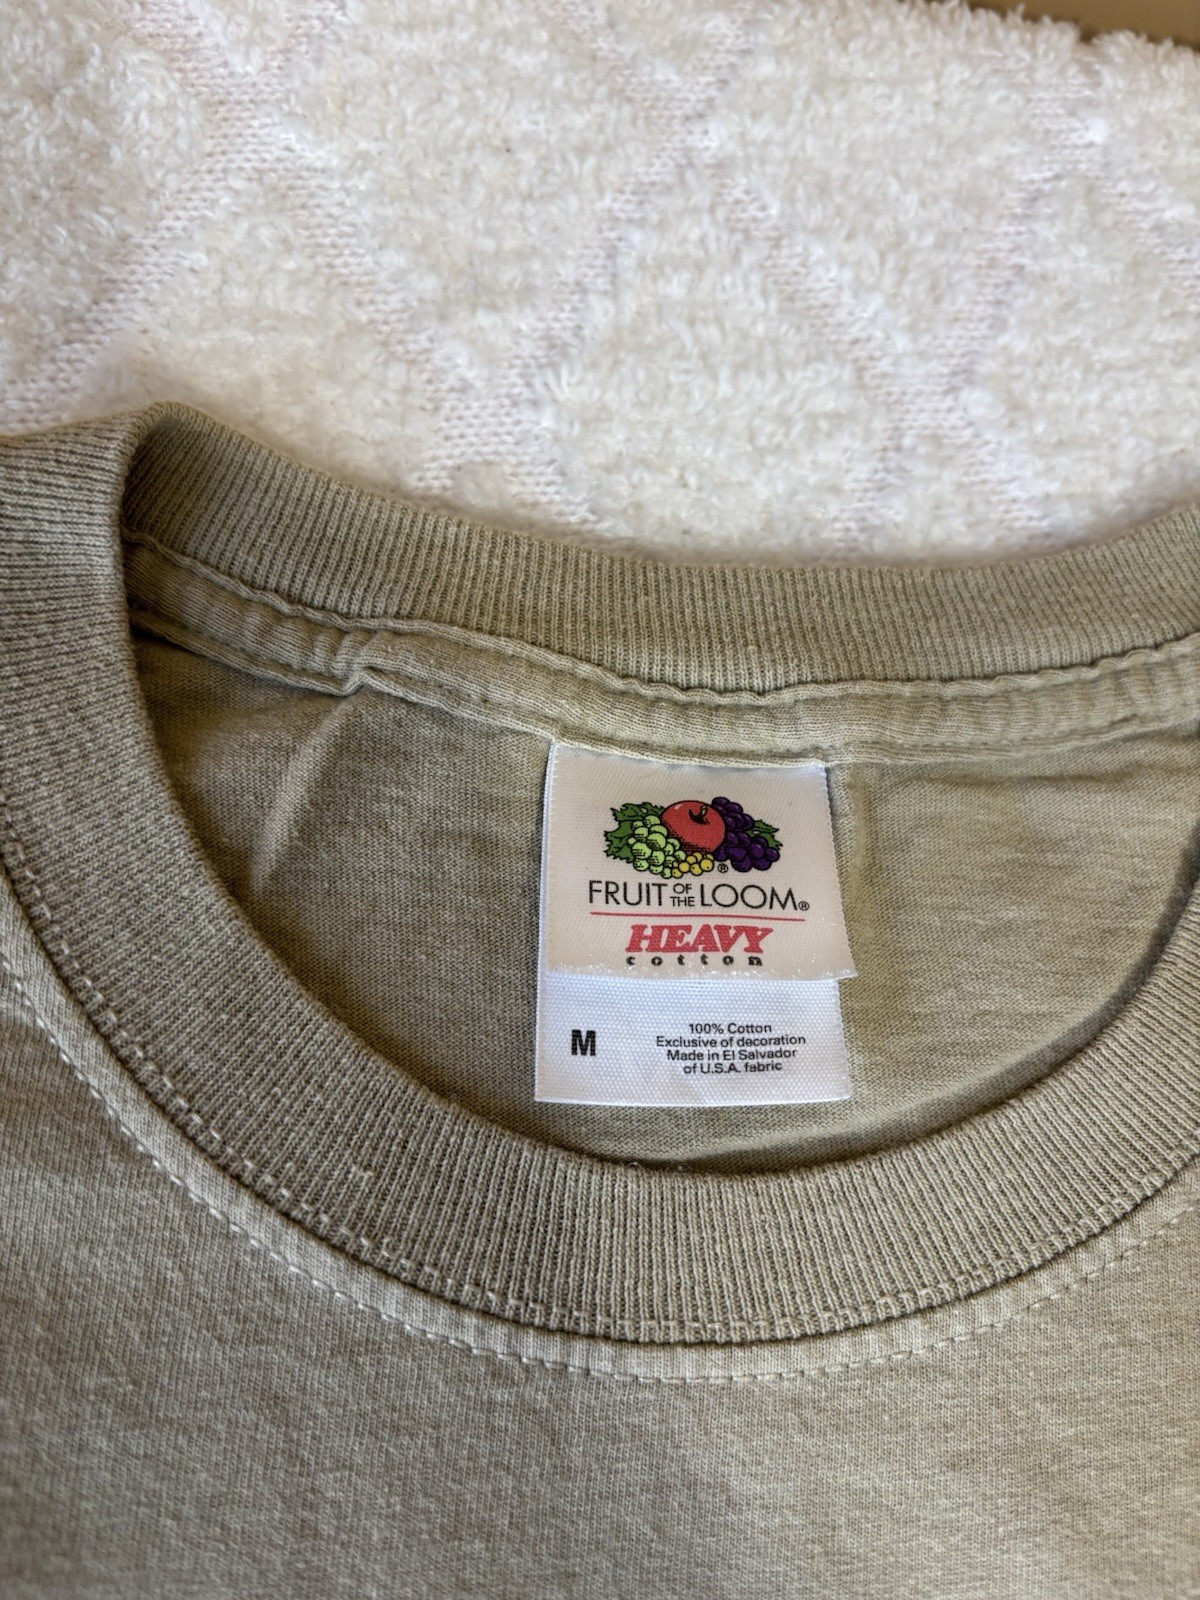 ®
FRUIT OF THE LOOM®
HEAVY
cotton
M
100% Cotton
Exclusive of decoration
Made in El Salvador
of U.S.A. fabric